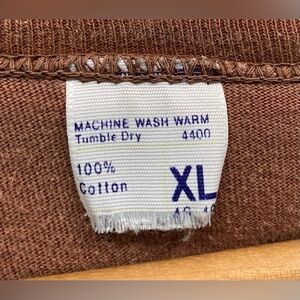 MACHINE WASH WARM
Tumble Dry 4400
100%
Cotton
XL